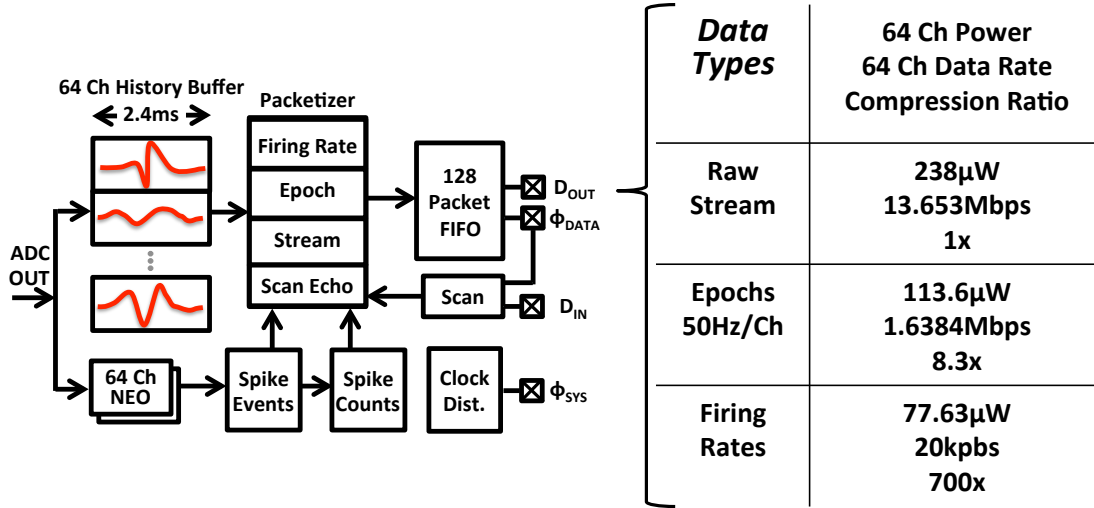 64 Ch History Buffer
2.4ms
ADC
OUT
64 Ch
NEO
Packetizer
Firing Rate
Epoch
Stream
Scan Echo
Spike
Events
Spike
Counts
128
Packet
FIFO
Scan
Clock
Dist.
DOUT
ΦDATA
DIN
ΦSYS
Data
Types
64 Ch Power
64 Ch Data Rate
Compression Ratio
Raw
Stream
238µW
13.653Mbps
1x
Epochs
50Hz/Ch
113.6µW
1.6384Mbps
8.3x
Firing
Rates
77.63µW
20kpbs
700x